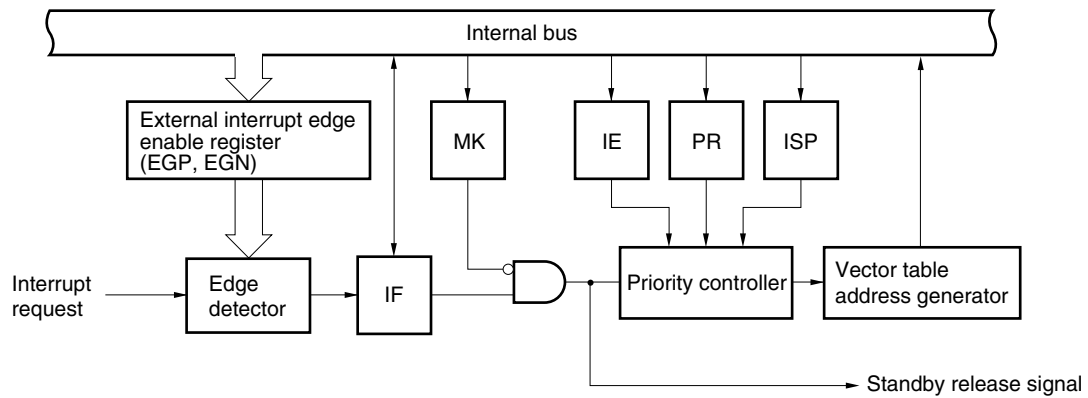 Internal bus
External interrupt edge
enable register
(EGP, EGN)
MK
IE
PR
ISP
Interrupt
request
Edge
detector
IF
Priority controller
Vector table
address generator
Standby release signal